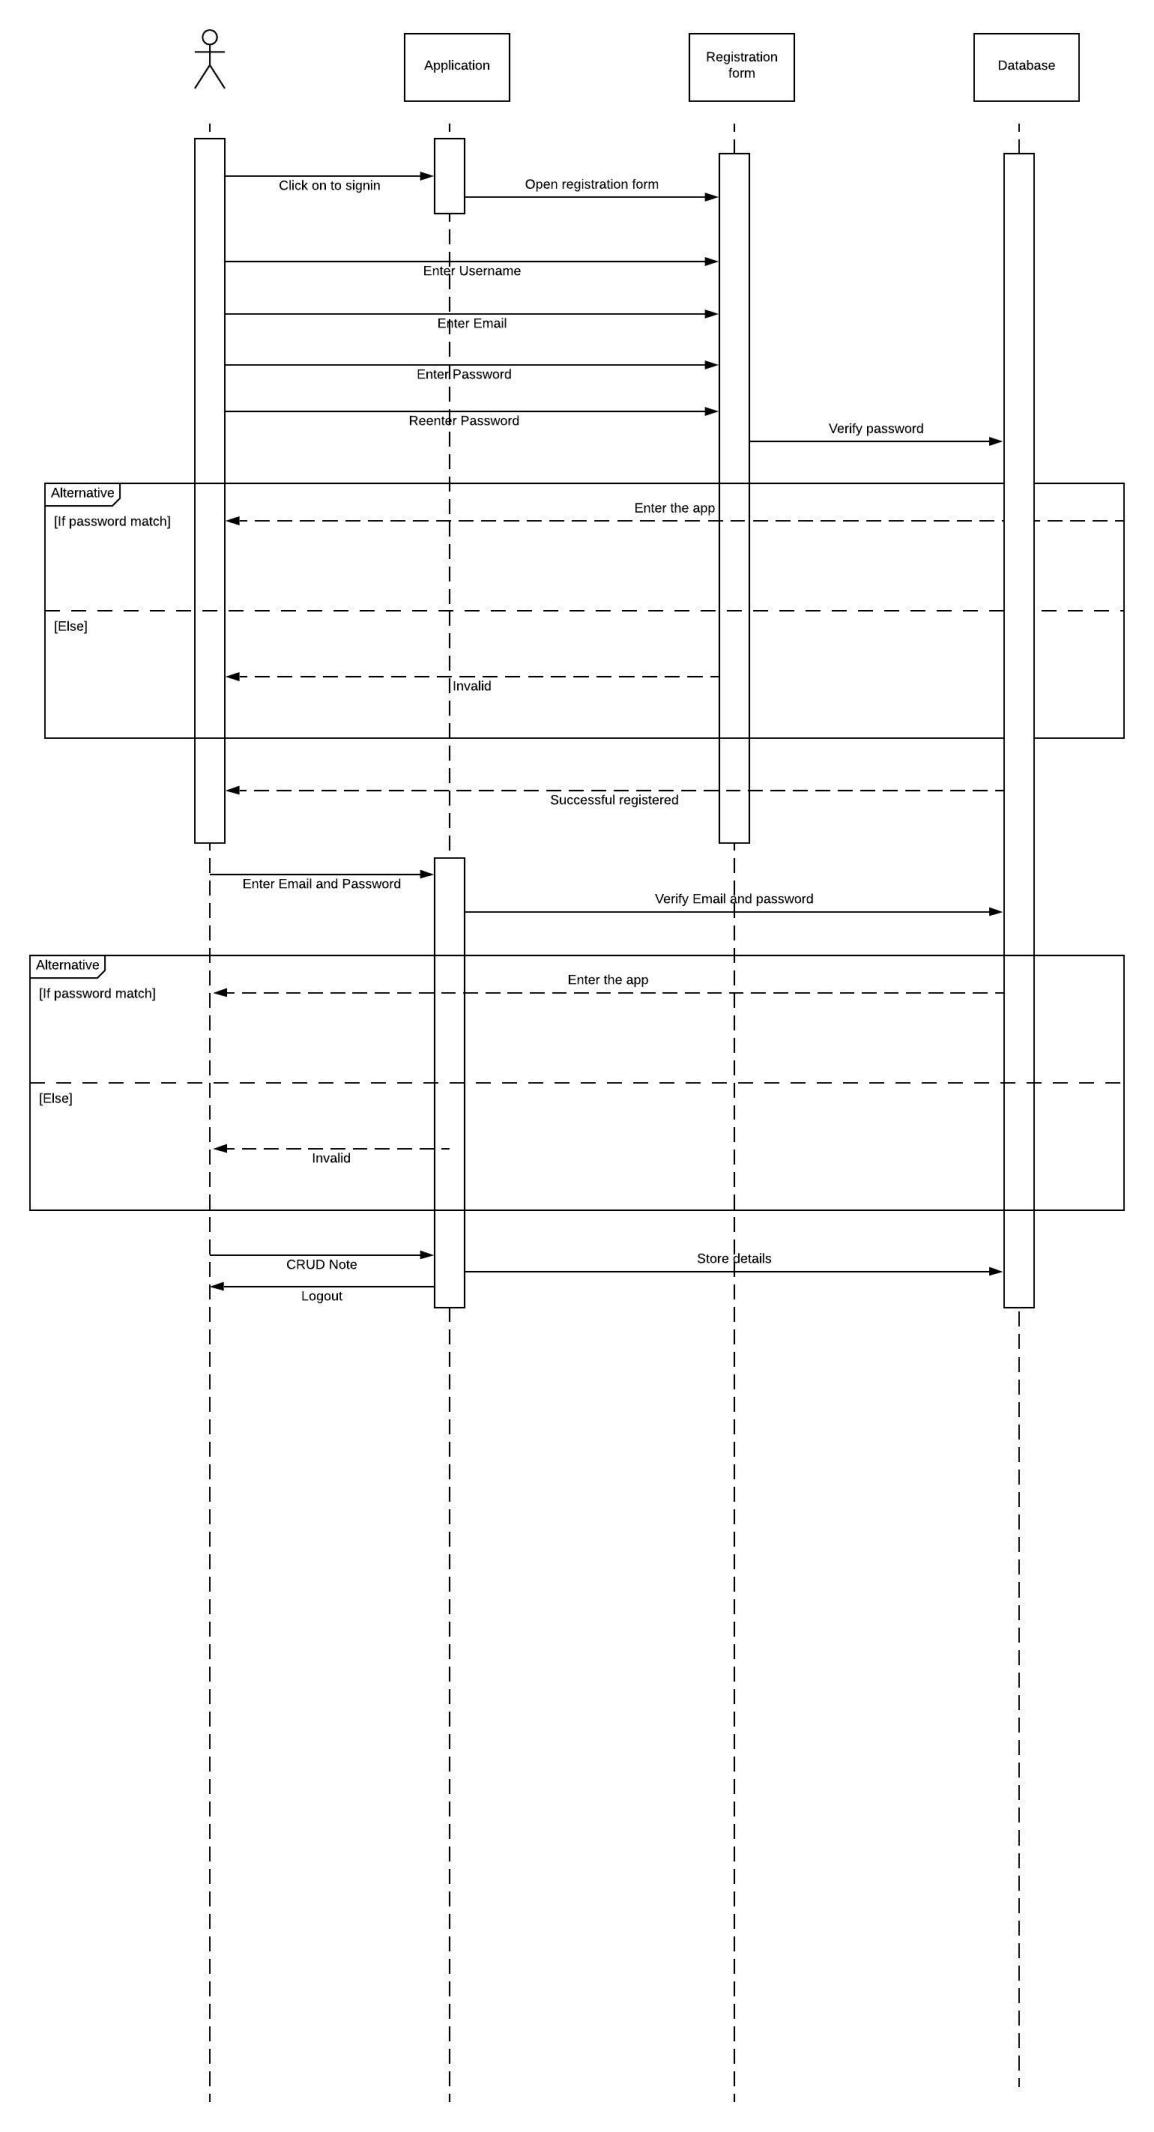 Application
Registration
form
Database
Click on to signin
Open registration form
Enter Username
Enter Email
Enter Password
Reenter Password
Verify password
Alternative
Enter the app
[If password match]
[Else]
Invalid
Successful registered
Enter Email and Password
Verify Email and password
Alternative
Enter the app
[If password match]
[Else]
Invalid
CRUD Note
Store details
Logout